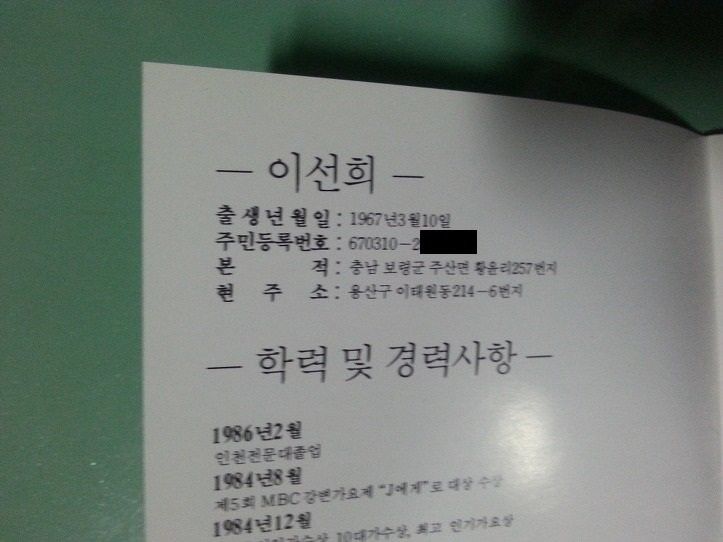 — 이선희 —
출생년월일 : 1967년3월10일
주민등록번호 : 670310-2
본 적 : 충남 보령군 주산면 황율리257번지
현 주 소 : 용산구 이태원동214-6번지
— 학력 및 경력사항 —
1986년2월
인천전문대졸업
1984년8월
제5회 MBC강변가요제 "J에게"로 대상 수상
1984년12월
10대가수상, 최고 인기가요상